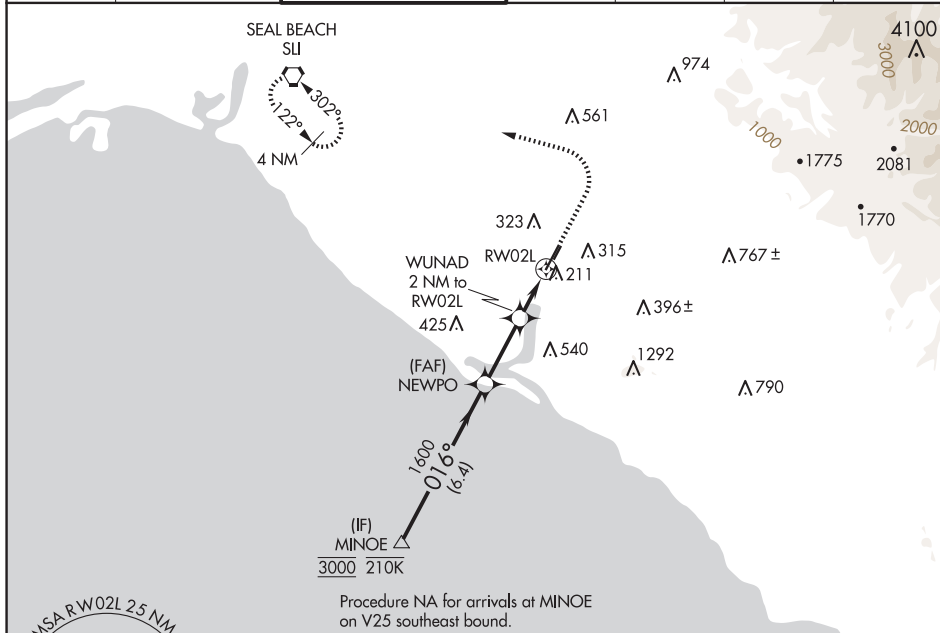 SEAL BEACH
SLI
302°
122°
4 NM
4100
3000
974
561
1000
2000
1775
2081
1770
323
RW02L
315
211
767 ±
WUNAD
2 NM to
RW02L
396 ±
425
540
1292
(FAF)
NEWPO
790
1600
016°
(6.4)
(IF)
MINOE
3000 210K
Procedure NA for arrivals at MINOE
on V25 southeast bound.
MSA RW02L 25 NM